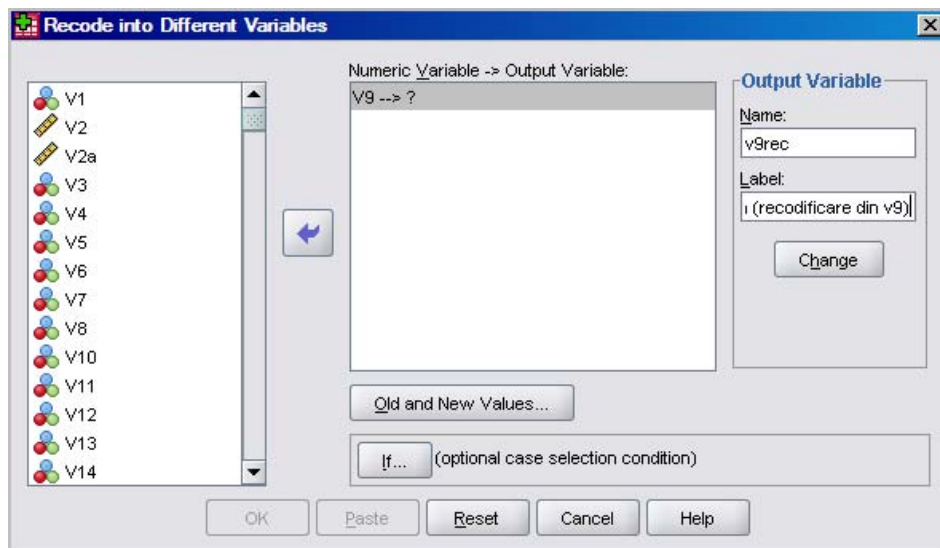 Recode into Different Variables
V1
V2
V2a
V3
V4
V5
V6
V7
V8
V10
V11
V12
V13
V14
Numeric Variable -> Output Variable:
V9 --> ?
Output Variable
Name:
v9rec
Label:
(recodificare din v9)
Change
Old and New Values...
If... (optional case selection condition)
OK Paste Reset Cancel Help